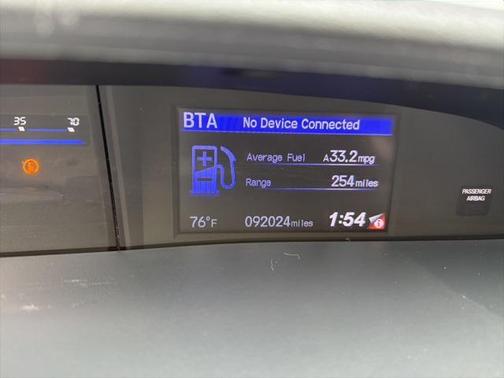 35 70
BTA No Device Connected
Average Fuel A33.2mpg
Range 254miles
76°F 092024miles 1:54
PASSENGER
AIRBAG